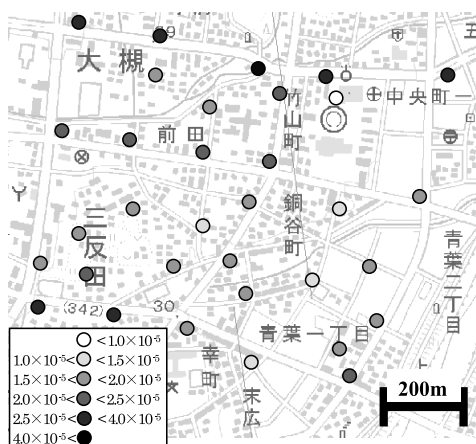 39
五
大槻
中央町一
竹山町
前田
銅谷町
三反田
青葉二丁目
(342)
30
青葉一丁目
幸町
末広
200m
<1.0×10⁻⁵
1.0×10⁻⁵< <1.5×10⁻⁵
1.5×10⁻⁵< <2.0×10⁻⁵
2.0×10⁻⁵< <2.5×10⁻⁵
2.5×10⁻⁵< <4.0×10⁻⁵
4.0×10⁻⁵<